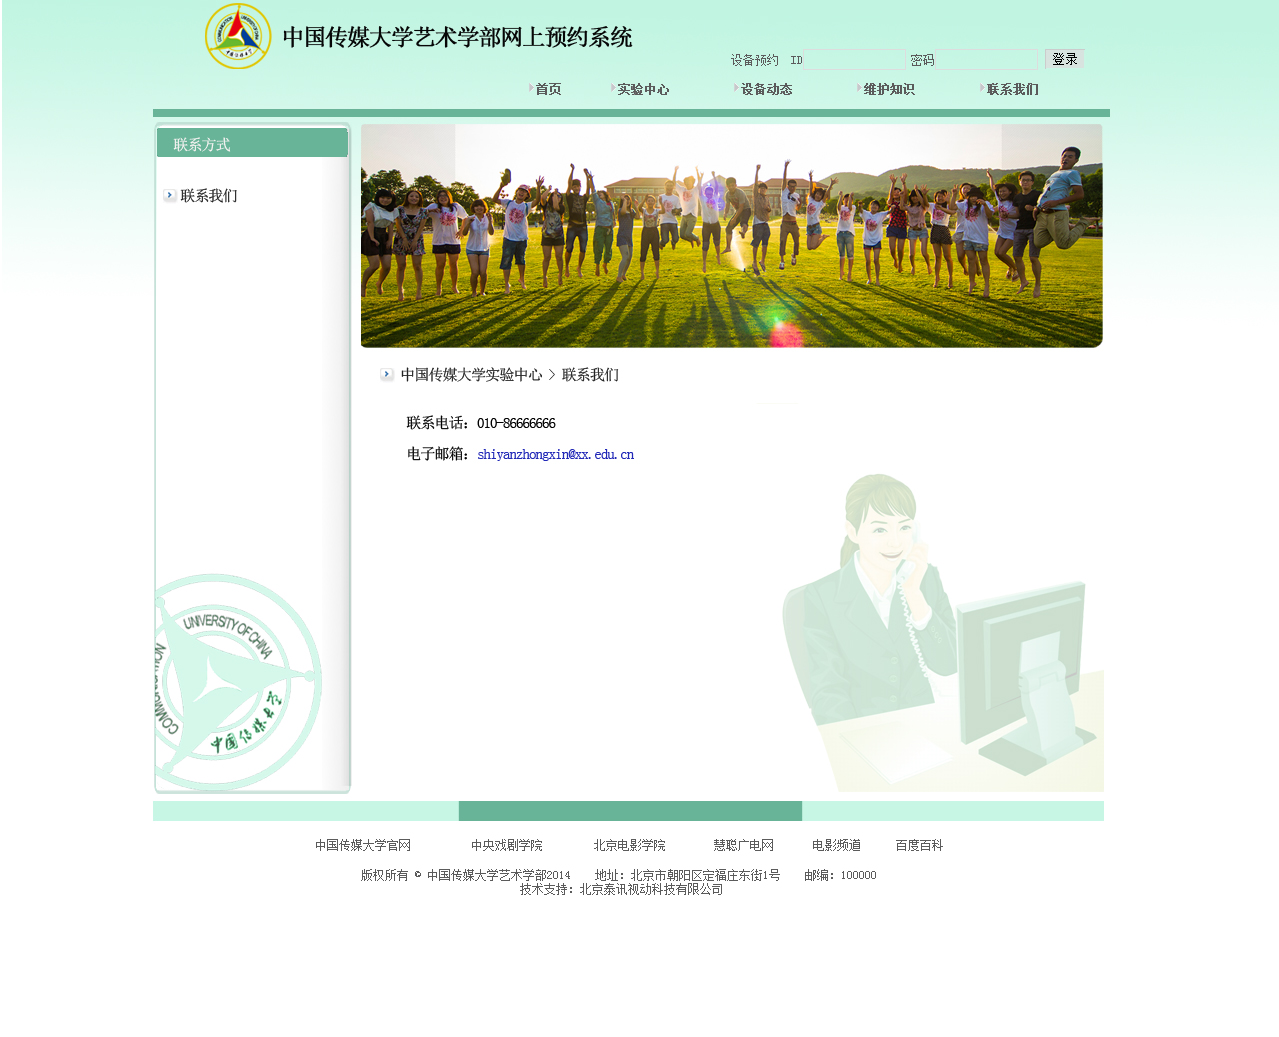 中国传媒大学艺术学部网上预约系统
设备预约 ID 密码 登录
首页 实验中心 设备动态 维护知识 联系我们
联系方式
联系我们
中国传媒大学实验中心 > 联系我们
联系电话：010-86666666
电子邮箱：shiyanzhongxin@xx.edu.cn
COMMUNICATION UNIVERSITY OF CHINA
中国传媒大学
中国传媒大学官网 中央戏剧学院 北京电影学院 慧聪广电网 电影频道 百度百科
版权所有 © 中国传媒大学艺术学部2014 地址：北京市朝阳区定福庄东街1号 邮编：100000
技术支持：北京泰讯视动科技有限公司